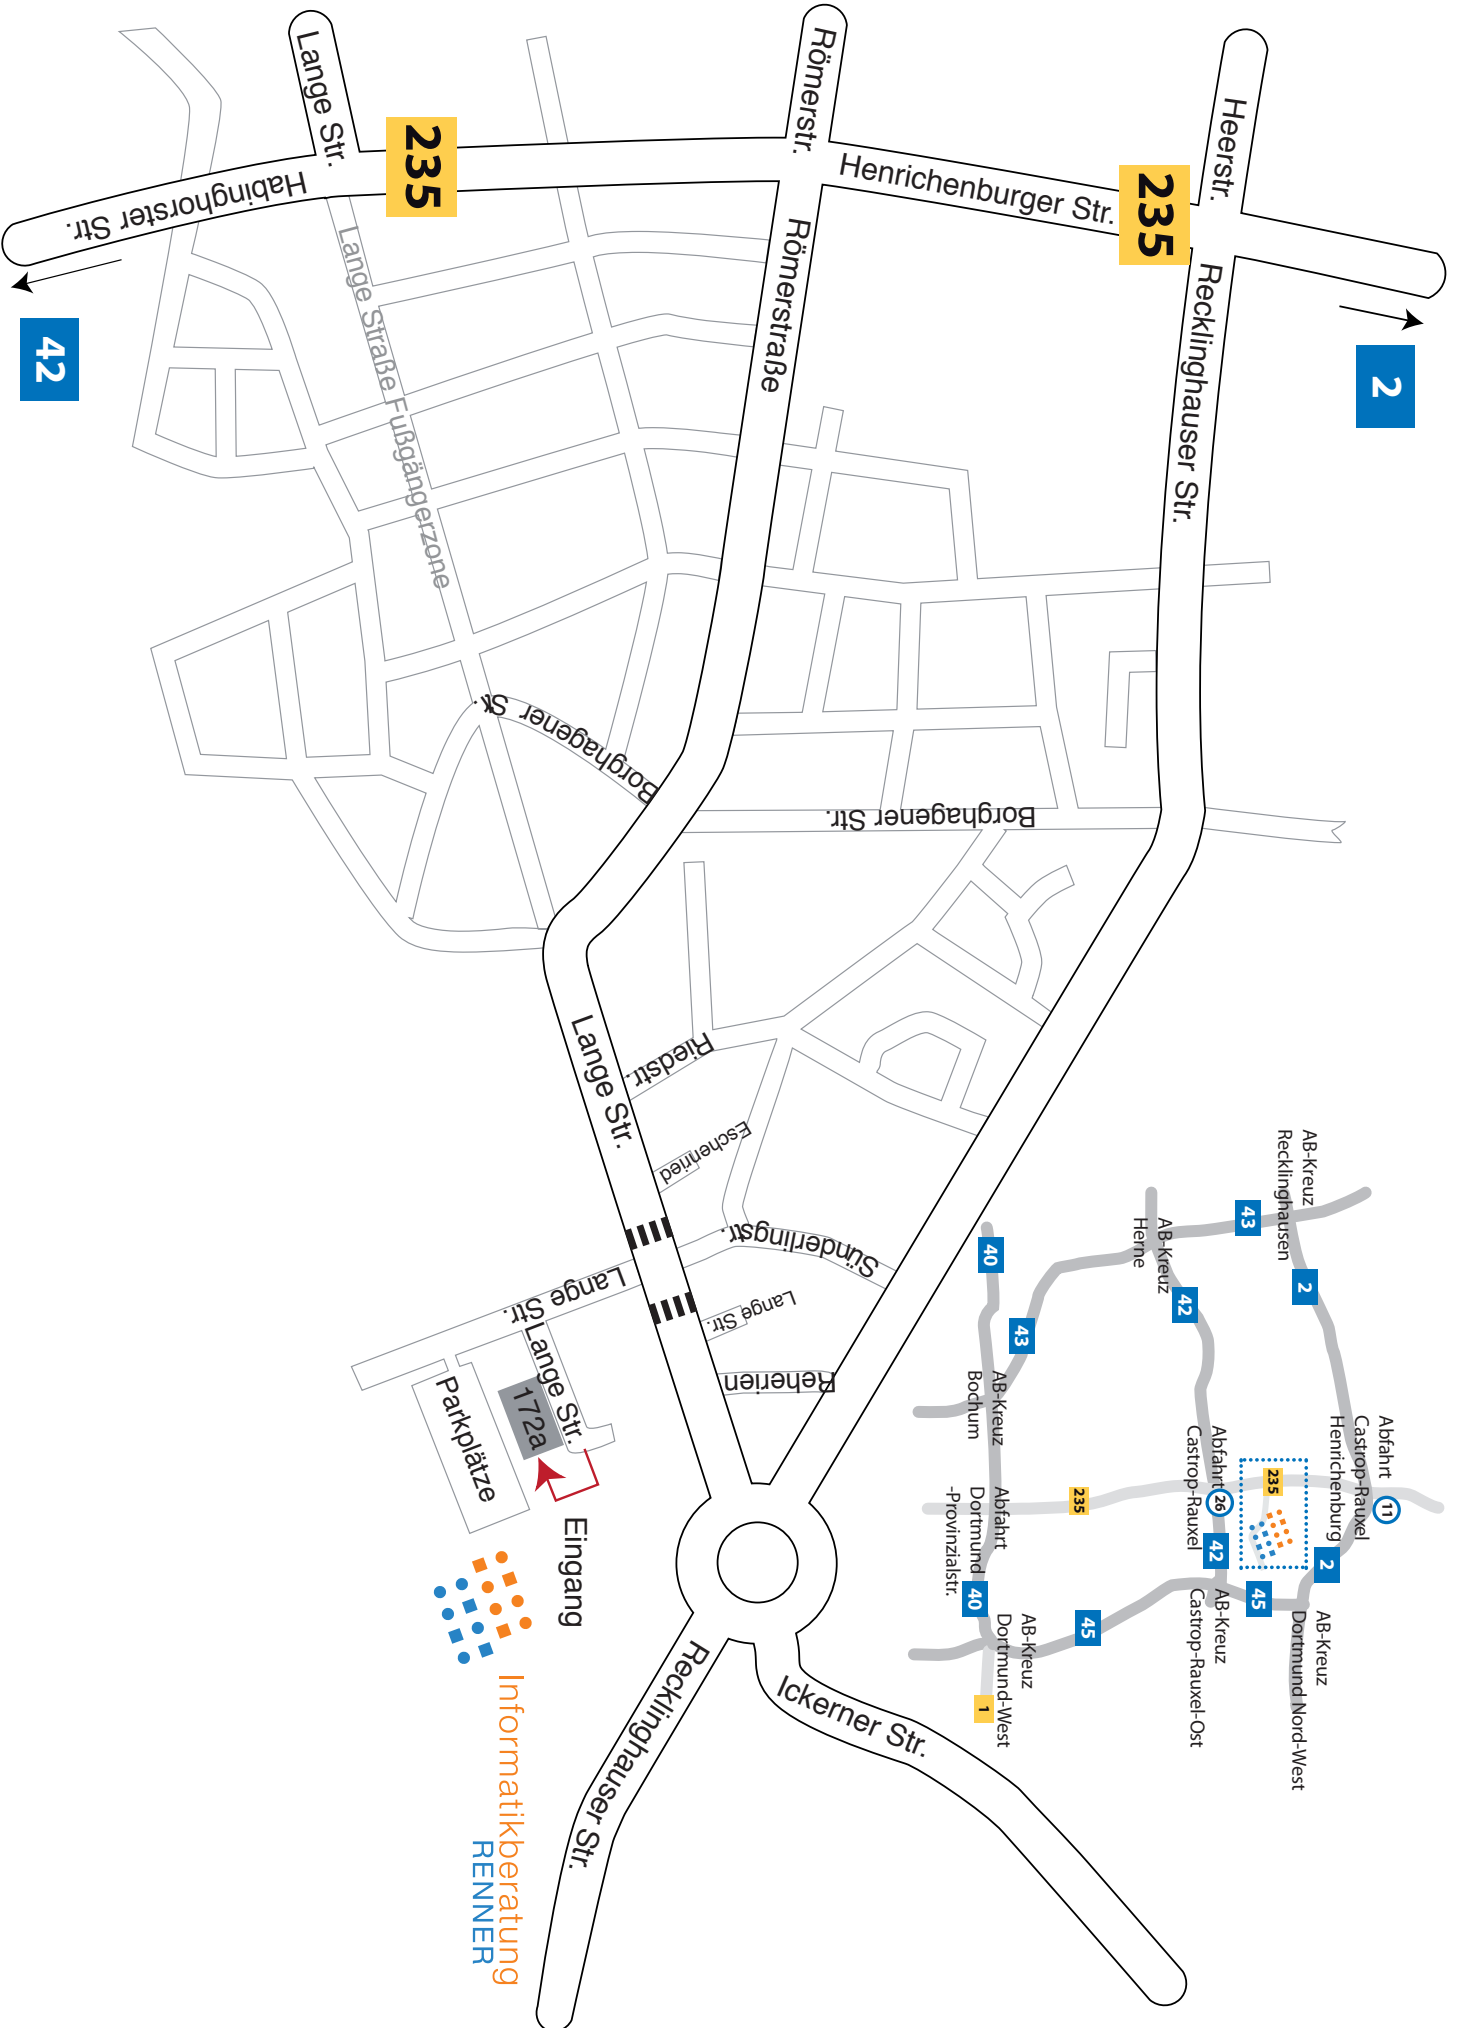 Heerstr.
235
Recklinghauser Str.
2
Römerstr.
Henrichenburger Str.
Römerstraße
Lange Str.
235
Habinghorster Str.
42
Lange Straße Fußgängerzone
Borghagener Str.
Borghagener Str.
Lange Str.
Riedstr.
Eschenried
Sünderlingstr.
Lange Str.
Lange Str.
Reherien
Lange Str.
172a
Parkplätze
Eingang
Ickerner Str.
Recklinghauser Str.
Informatikberatung
RENNER
AB-Kreuz
Recklinghausen
43
2
AB-Kreuz
Herne
42
40
43
AB-Kreuz
Bochum
Abfahrt
Castrop-Rauxel
Henrichenburg
11
Abfahrt
Castrop-Rauxel
26
235
235
42
2
45
AB-Kreuz
Dortmund Nord-West
AB-Kreuz
Castrop-Rauxel-Ost
45
Abfahrt
Dortmund
-Provinzialstr.
40
AB-Kreuz
Dortmund-West
1